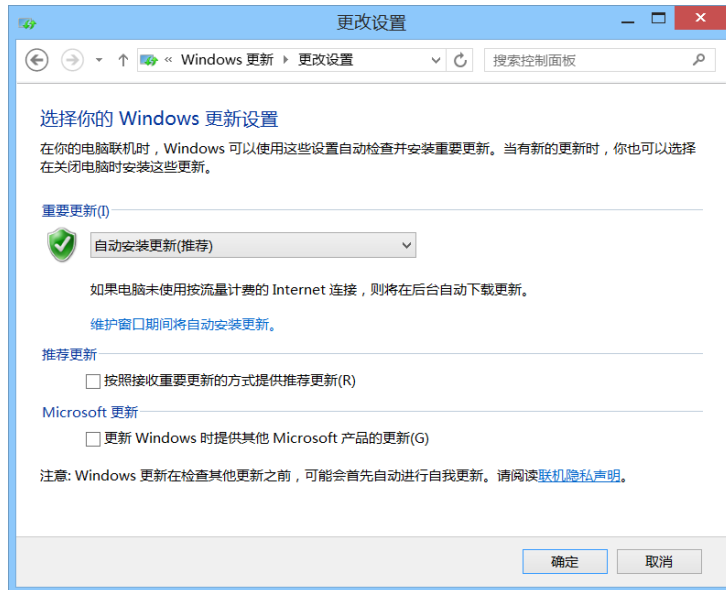 更改设置
« Windows 更新 ▸ 更改设置
搜索控制面板
选择你的 Windows 更新设置
在你的电脑联机时，Windows 可以使用这些设置自动检查并安装重要更新。当有新的更新时，你也可以选择
在关闭电脑时安装这些更新。
重要更新(I)
自动安装更新(推荐)
如果电脑未使用按流量计费的 Internet 连接，则将在后台自动下载更新。
维护窗口期间将自动安装更新。
推荐更新
按照接收重要更新的方式提供推荐更新(R)
Microsoft 更新
更新 Windows 时提供其他 Microsoft 产品的更新(G)
注意: Windows 更新在检查其他更新之前，可能会首先自动进行自我更新。请阅读联机隐私声明。
确定
取消